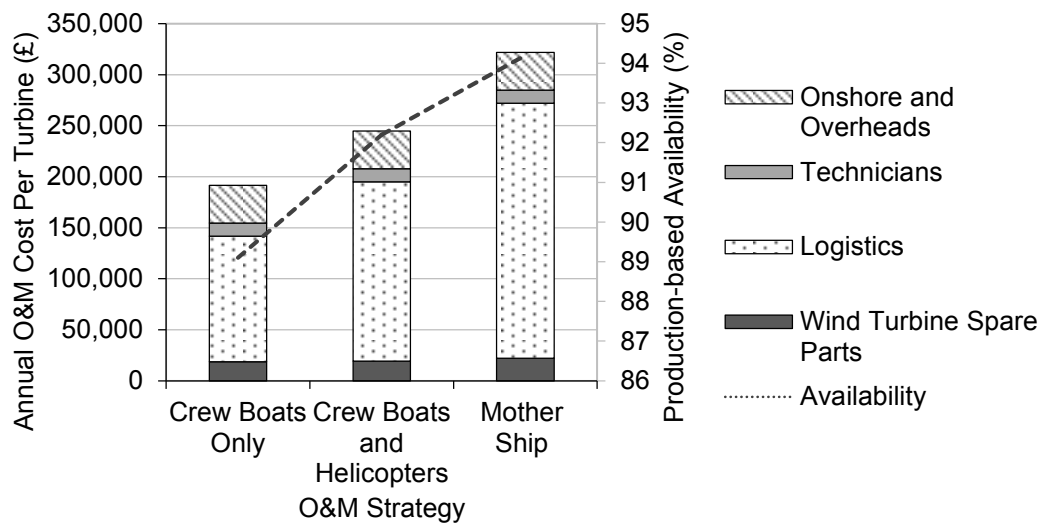 Annual O&M Cost Per Turbine (£)
350,000
300,000
250,000
200,000
150,000
100,000
50,000
0
95
94
93
92
91
90
89
88
87
86
Production-based Availability (%)
Crew Boats
Only
Crew Boats
and
Helicopters
Mother
Ship
O&M Strategy
Onshore and
Overheads
Technicians
Logistics
Wind Turbine Spare
Parts
Availability